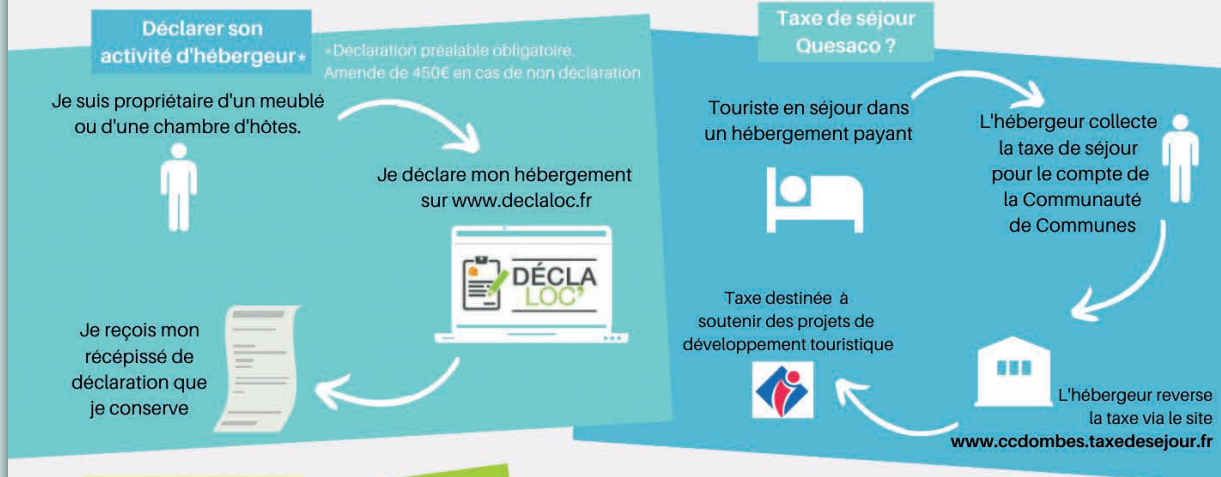 Déclarer son
activité d'hébergeur*
*Déclaration préalable obligatoire.
Amende de 450€ en cas de non déclaration
Je suis propriétaire d'un meublé
ou d'une chambre d'hôtes.
Je déclare mon hébergement
sur www.declaloc.fr
DÉCLA
LOC'
Je reçois mon
récépissé de
déclaration que
je conserve
Taxe de séjour
Quesaco ?
Touriste en séjour dans
un hébergement payant
L'hébergeur collecte
la taxe de séjour
pour le compte de
la Communauté
de Communes
L'hébergeur reverse
la taxe via le site
www.ccdombes.taxedesejour.fr
Taxe destinée à
soutenir des projets de
développement touristique